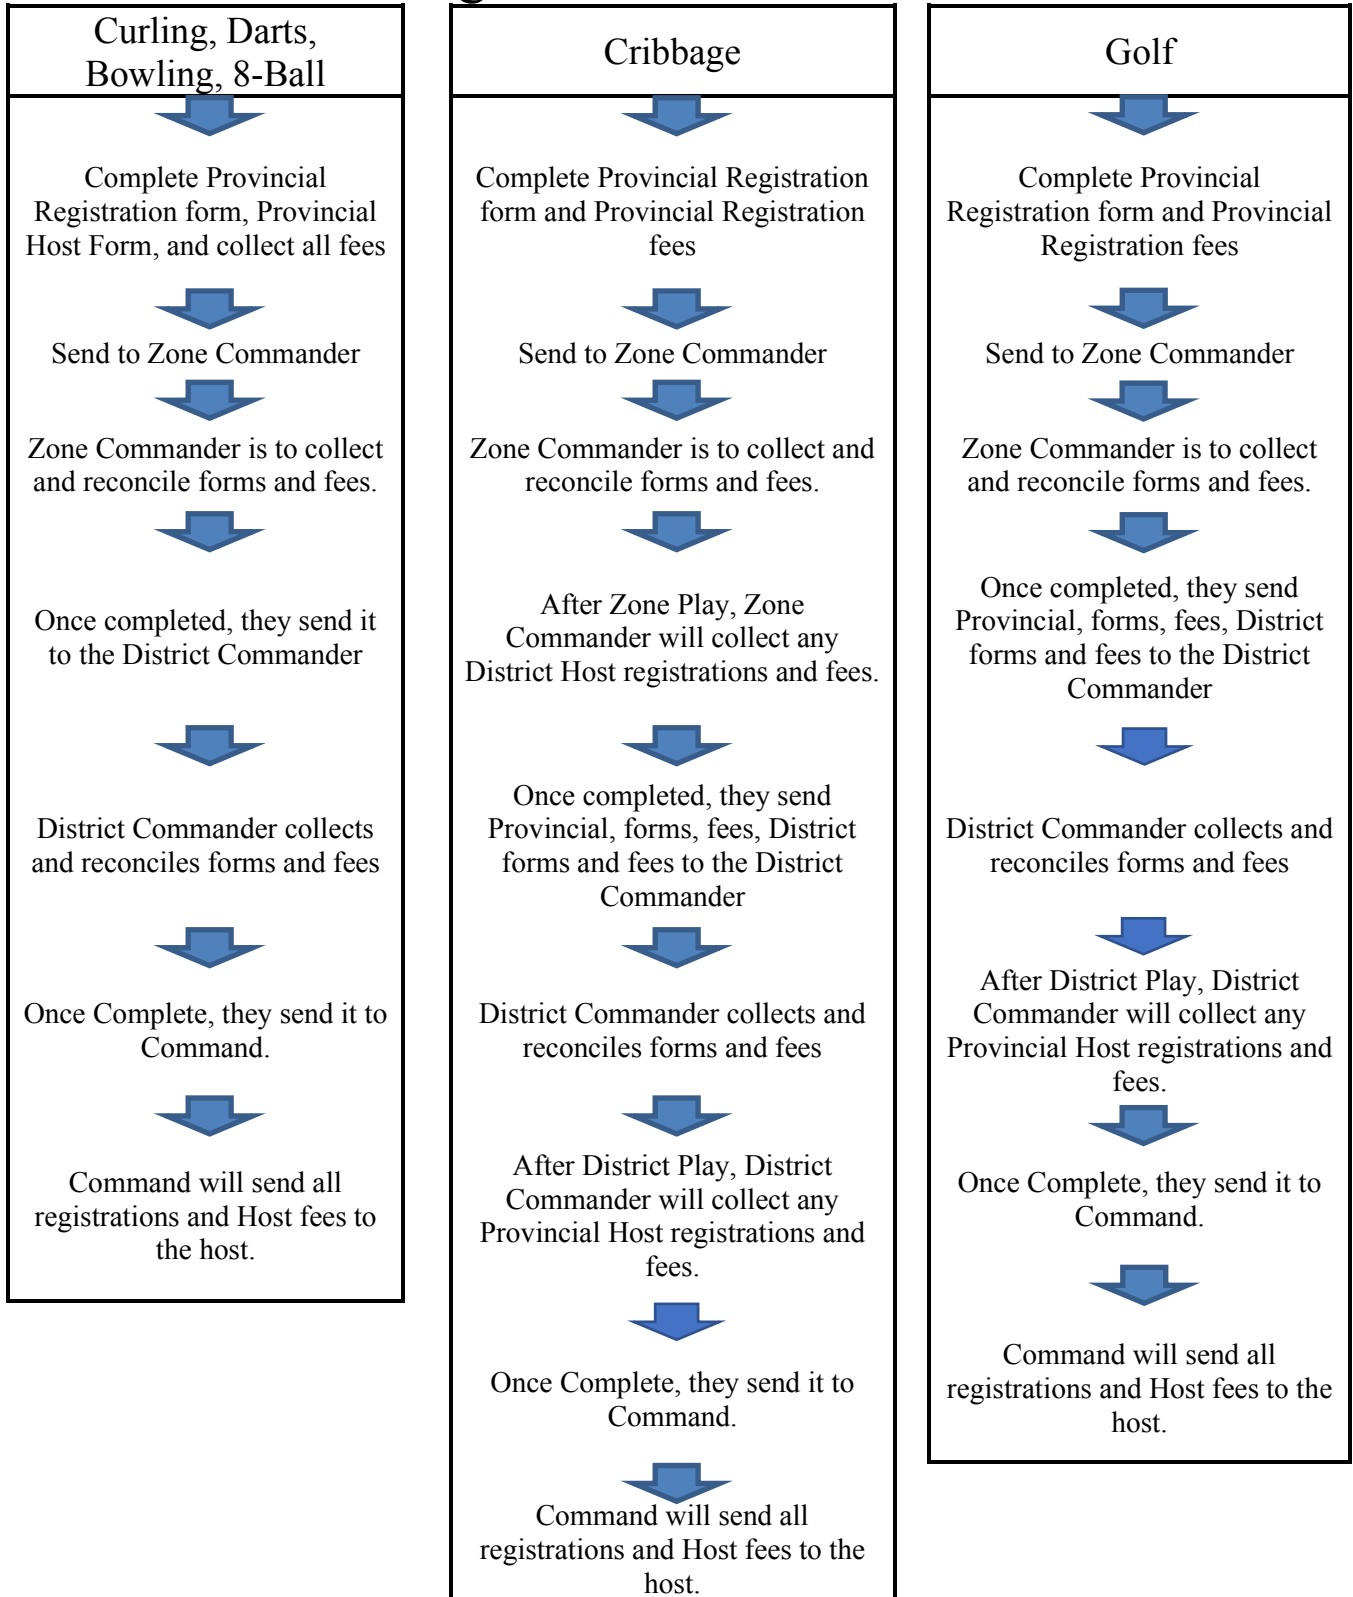 Curling, Darts,
Bowling, 8-Ball
Complete Provincial
Registration form, Provincial
Host Form, and collect all fees
Send to Zone Commander
Zone Commander is to collect
and reconcile forms and fees.
Once completed, they send it
to the District Commander
District Commander collects
and reconciles forms and fees
Once Complete, they send it to
Command.
Command will send all
registrations and Host fees to
the host.
Cribbage
Complete Provincial Registration
form and Provincial Registration
fees
Send to Zone Commander
Zone Commander is to collect and
reconcile forms and fees.
After Zone Play, Zone
Commander will collect any
District Host registrations and fees.
Once completed, they send
Provincial, forms, fees, District
forms and fees to the District
Commander
District Commander collects and
reconciles forms and fees
After District Play, District
Commander will collect any
Provincial Host registrations and
fees.
Once Complete, they send it to
Command.
Command will send all
registrations and Host fees to the
host.
Golf
Complete Provincial
Registration form and Provincial
Registration fees
Send to Zone Commander
Zone Commander is to collect
and reconcile forms and fees.
Once completed, they send
Provincial, forms, fees, District
forms and fees to the District
Commander
District Commander collects and
reconciles forms and fees
After District Play, District
Commander will collect any
Provincial Host registrations and
fees.
Once Complete, they send it to
Command.
Command will send all
registrations and Host fees to the
host.